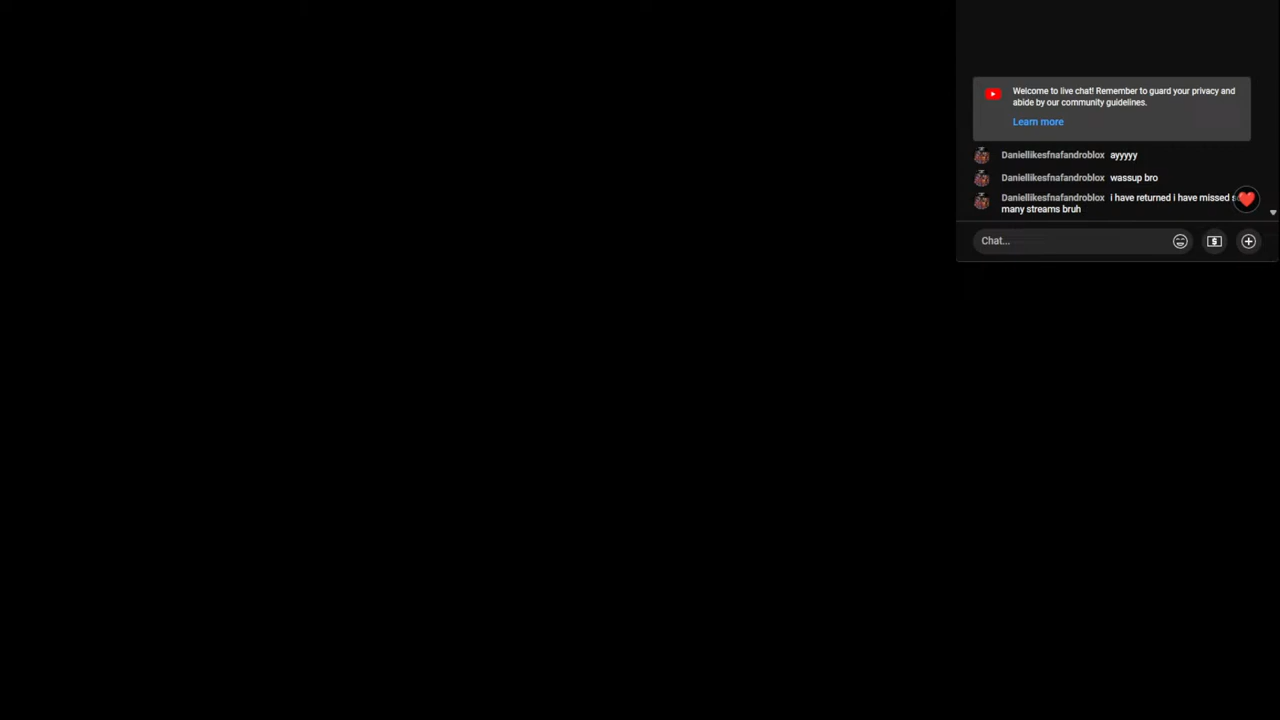 Welcome to live chat! Remember to guard your privacy and
abide by our community guidelines.
Learn more
Daniellikesfnafandroblox ayyyyy
Daniellikesfnafandroblox wassup bro
Daniellikesfnafandroblox i have returned i have missed
many streams bruh
Chat...